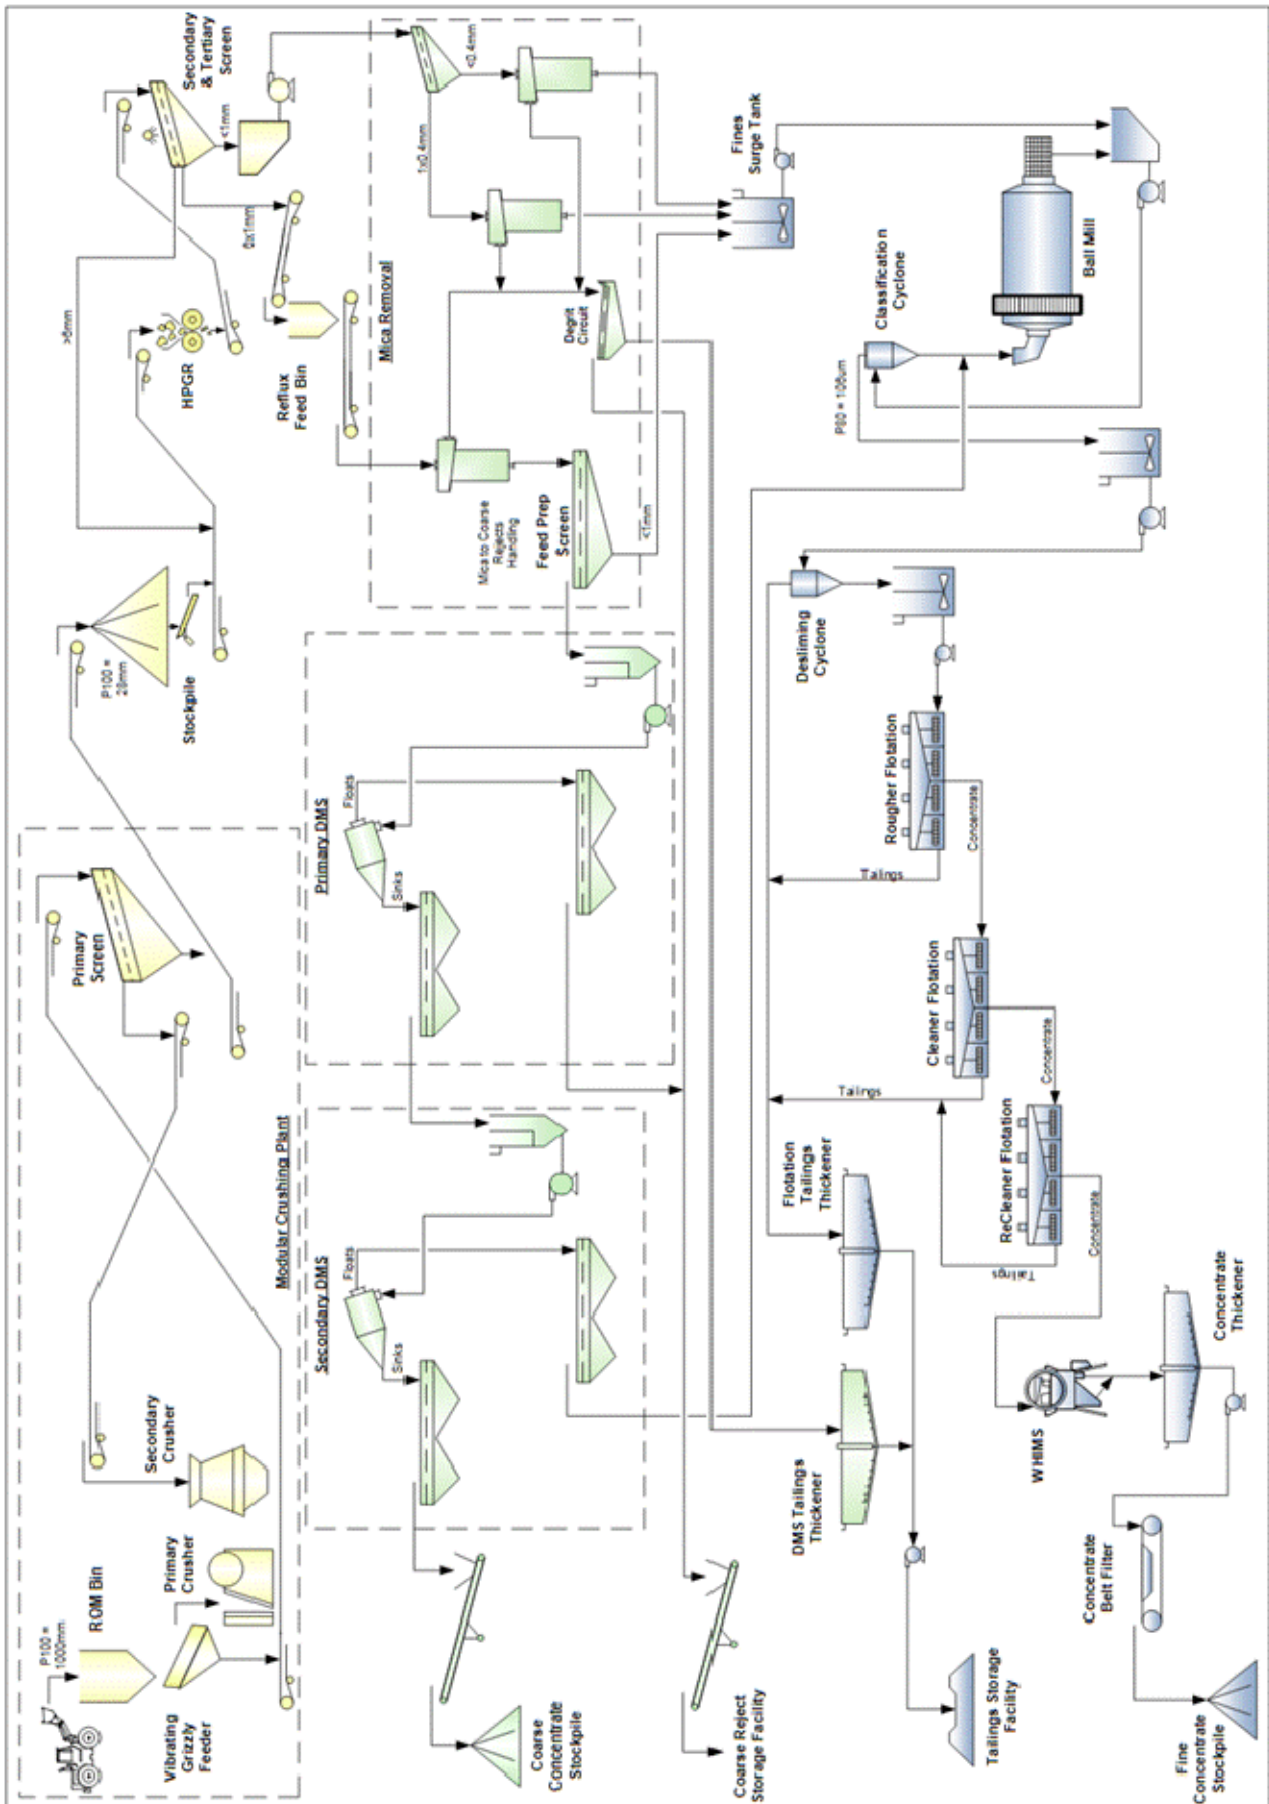 P100 =
1000mm
ROM Bin
Vibrating
Grizzly
Feeder
Primary
Crusher
Secondary
Crusher
Primary
Screen
Modular Crushing Plant
P100 =
28mm
Stockpile
>6mm
HPGR
Secondary
& Tertiary
Screen
<1mm
6x1mm
Reflux
Feed Bin
Mica Removal
<0.4mm
1x0.4mm
Degrit
Circuit
Mica to Coarse
Rejects
Handling
Feed Prep
Screen
<1mm
Primary DMS
Floats
Sinks
Secondary DMS
Floats
Sinks
Coarse
Concentrate
Stockpile
Coarse Reject
Storage Facility
Fines
Surge Tank
Classification
Cyclone
P80 = 106um
Ball Mill
Desliming
Cyclone
Rougher Flotation
Concentrate
Tailings
Cleaner Flotation
Concentrate
Tailings
ReCleaner Flotation
Concentrate
Tailings
Flotation
Tailings
Thickener
DMS Tailings
Thickener
Tailings Storage
Facility
WHIMS
Concentrate
Thickener
Concentrate
Belt Filter
Fine
Concentrate
Stockpile